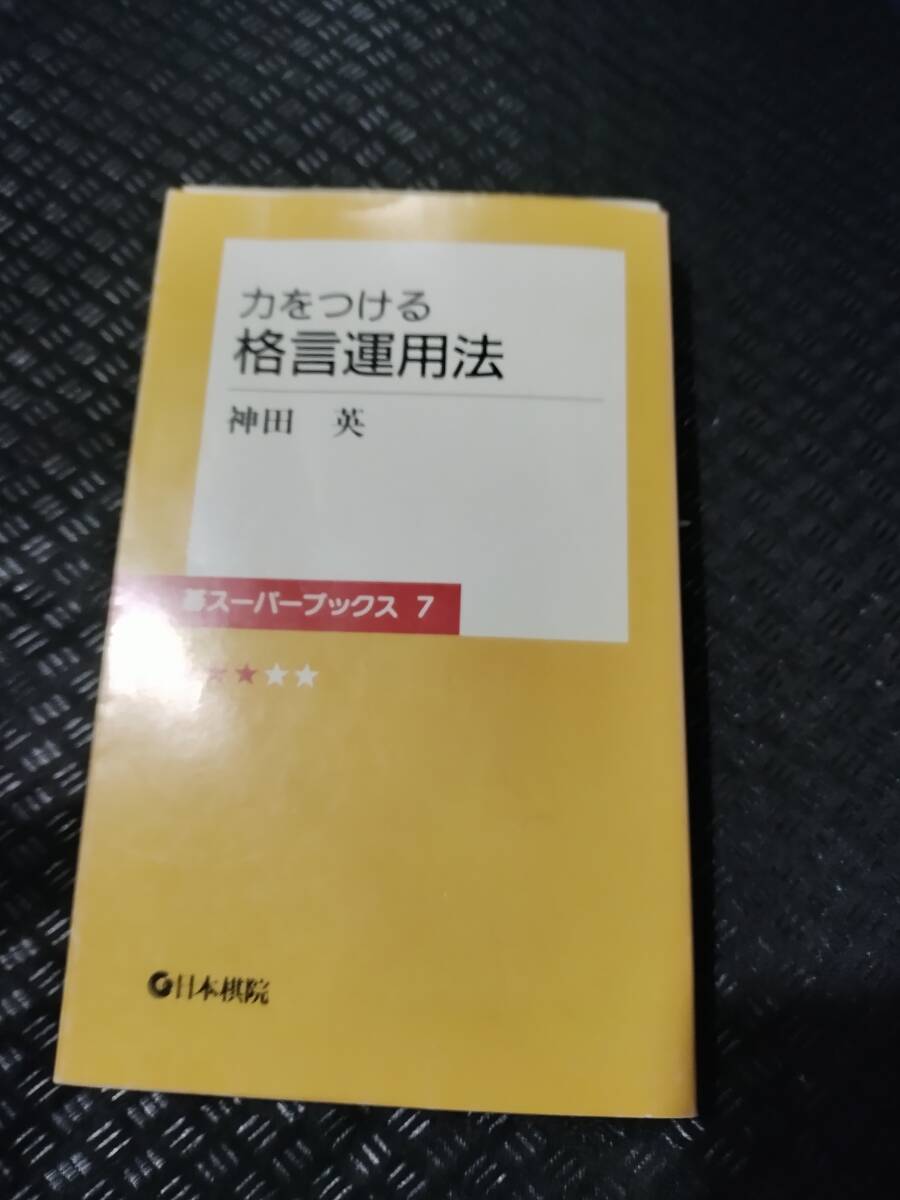 力をつける
格言運用法
神田 英
碁スーパーブックス 7
日本棋院